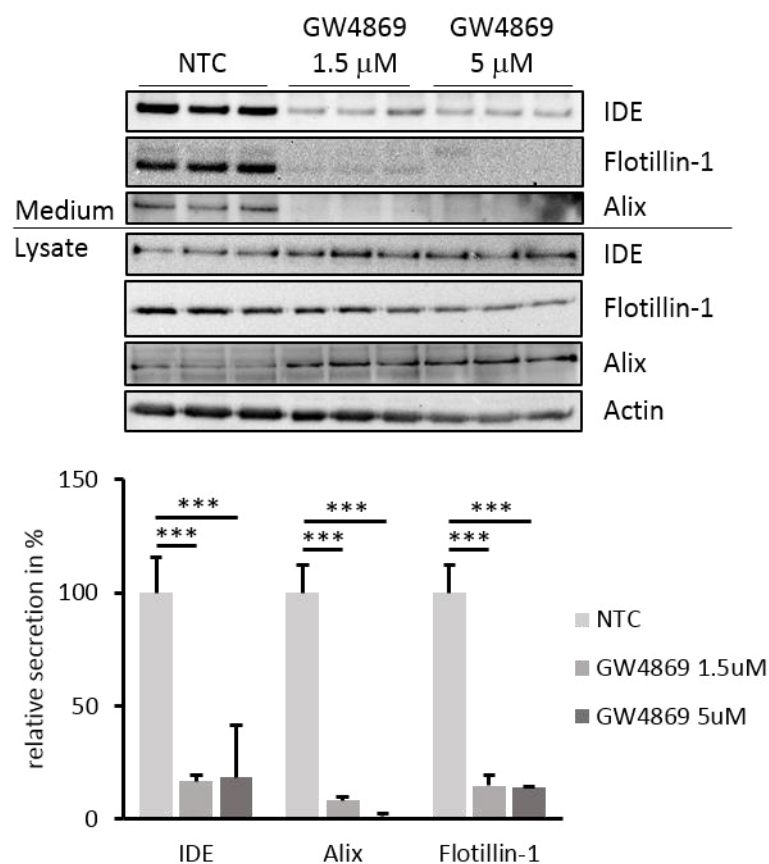 GW4869 GW4869
NTC 1.5 μM 5 μM
IDE
Flotillin-1
Medium Alix
Lysate IDE
Flotillin-1
Alix
Actin
150
100
50
0
relative secretion in %
*** ***
*** ***
*** ***
NTC
GW4869 1.5uM
GW4869 5uM
IDE Alix Flotillin-1